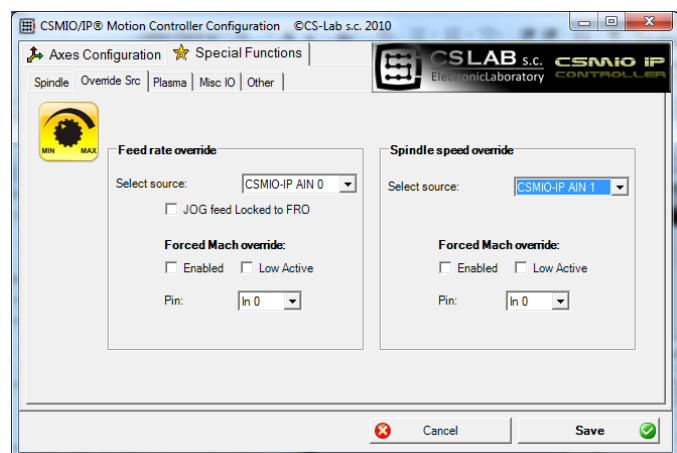 CSMIO/IP® Motion Controller Configuration ©CS-Lab s.c. 2010
Axes Configuration Special Functions
CSLAB s.c.
ElectronicLaboratory
CSMIO IP
CONTROLLER
Spindle Override Src Plasma Misc IO Other
MIN MAX
Feed rate override
Select source: CSMIO-IP AIN 0
JOG feed Locked to FRO
Forced Mach override:
Enabled Low Active
Pin: In 0
Spindle speed override
Select source: CSMIO-IP AIN 1
Forced Mach override:
Enabled Low Active
Pin: In 0
Cancel Save